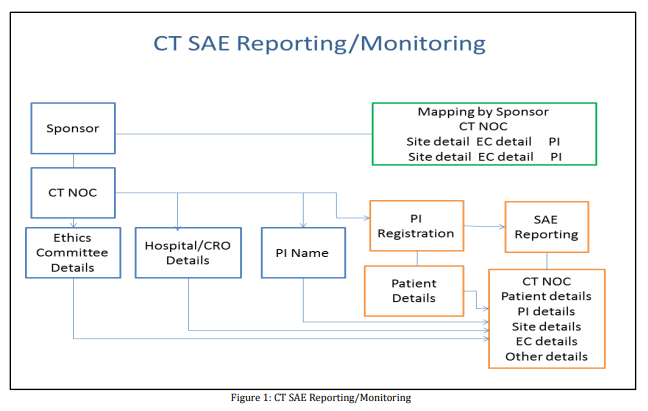 CT SAE Reporting/Monitoring
Sponsor
Mapping by Sponsor
CT NOC
Site detail EC detail PI
Site detail EC detail PI
CT NOC
PI
Registration
SAE
Reporting
Ethics
Committee
Details
Hospital/CRO
Details
PI Name
Patient
Details
CT NOC
Patient details
PI details
Site details
EC details
Other details
Figure 1: CT SAE Reporting/Monitoring